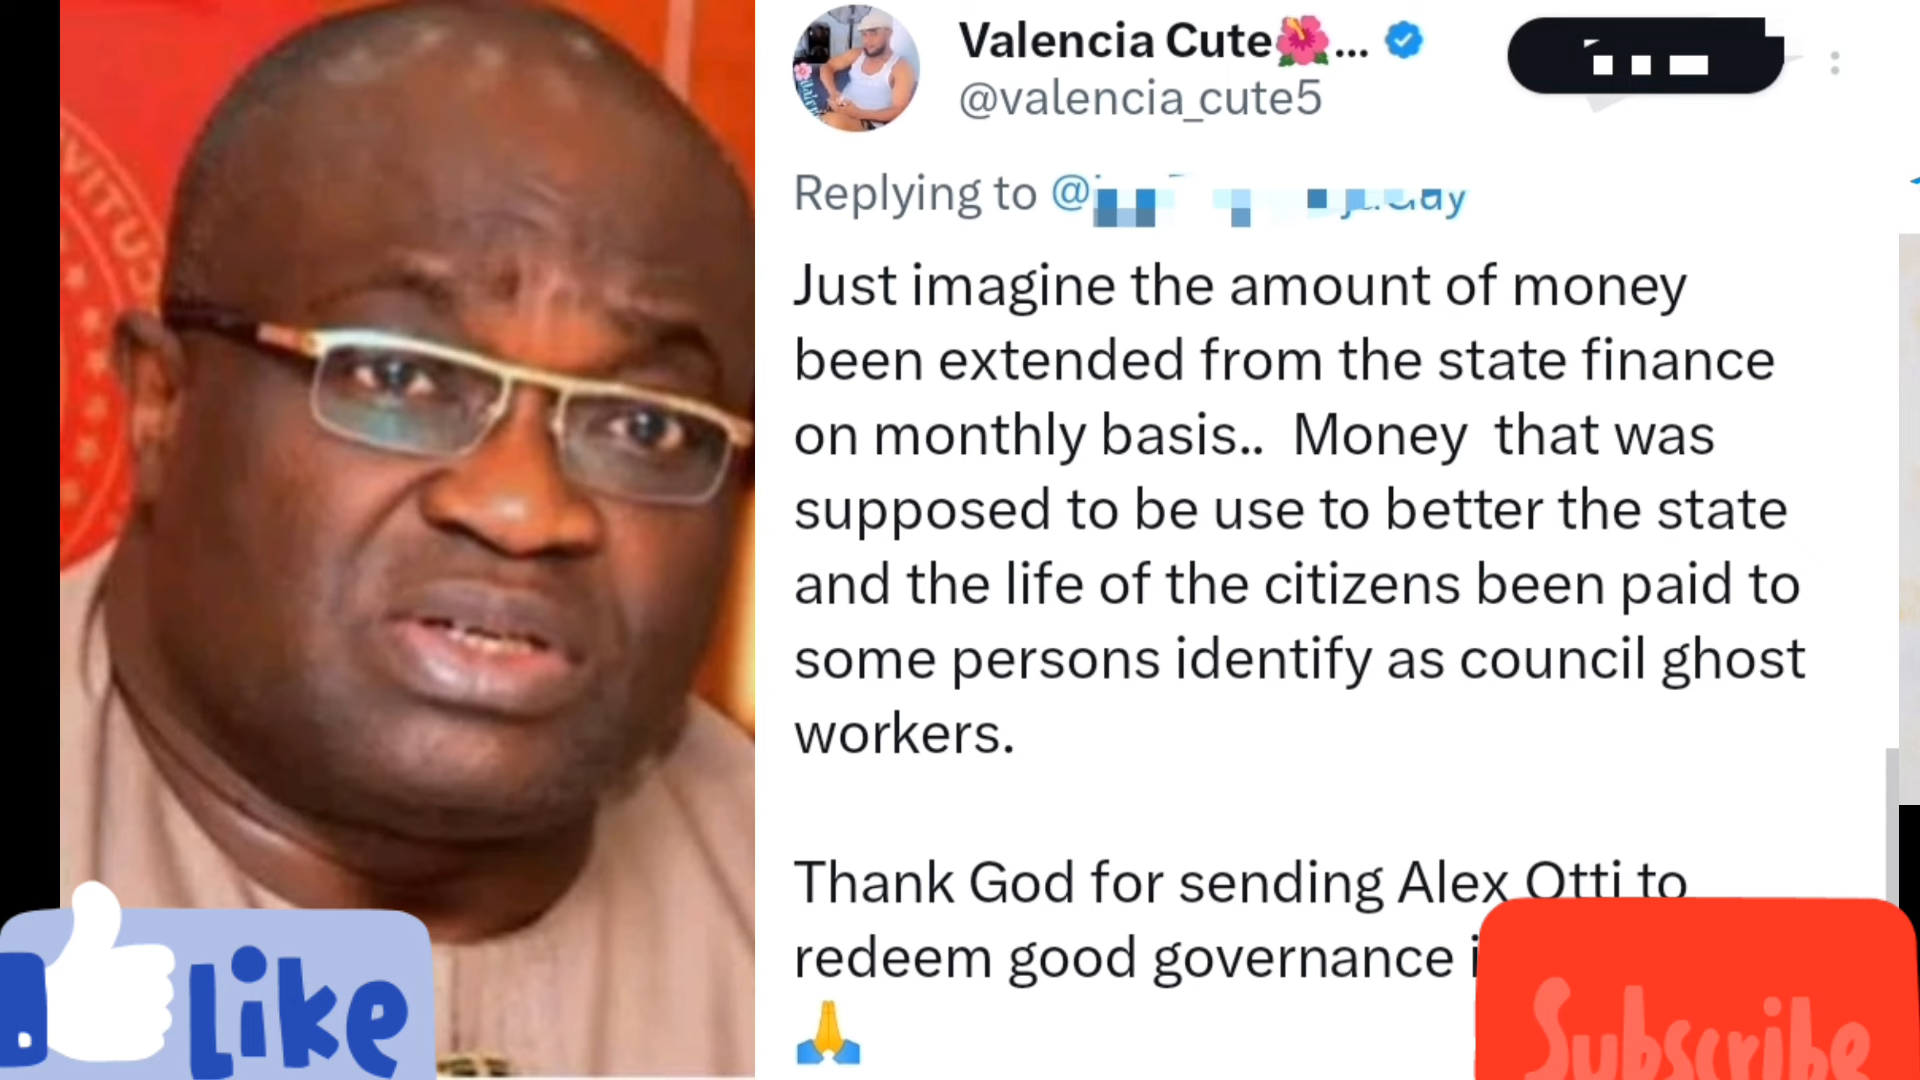 Valencia Cute🌺...
@valencia_cute5
Replying to @
Just imagine the amount of money
been extended from the state finance
on monthly basis.. Money that was
supposed to be use to better the state
and the life of the citizens been paid to
some persons identify as council ghost
workers.
Thank God for sending Alex Otti to
redeem good governance
🙏
Like
Subscribe